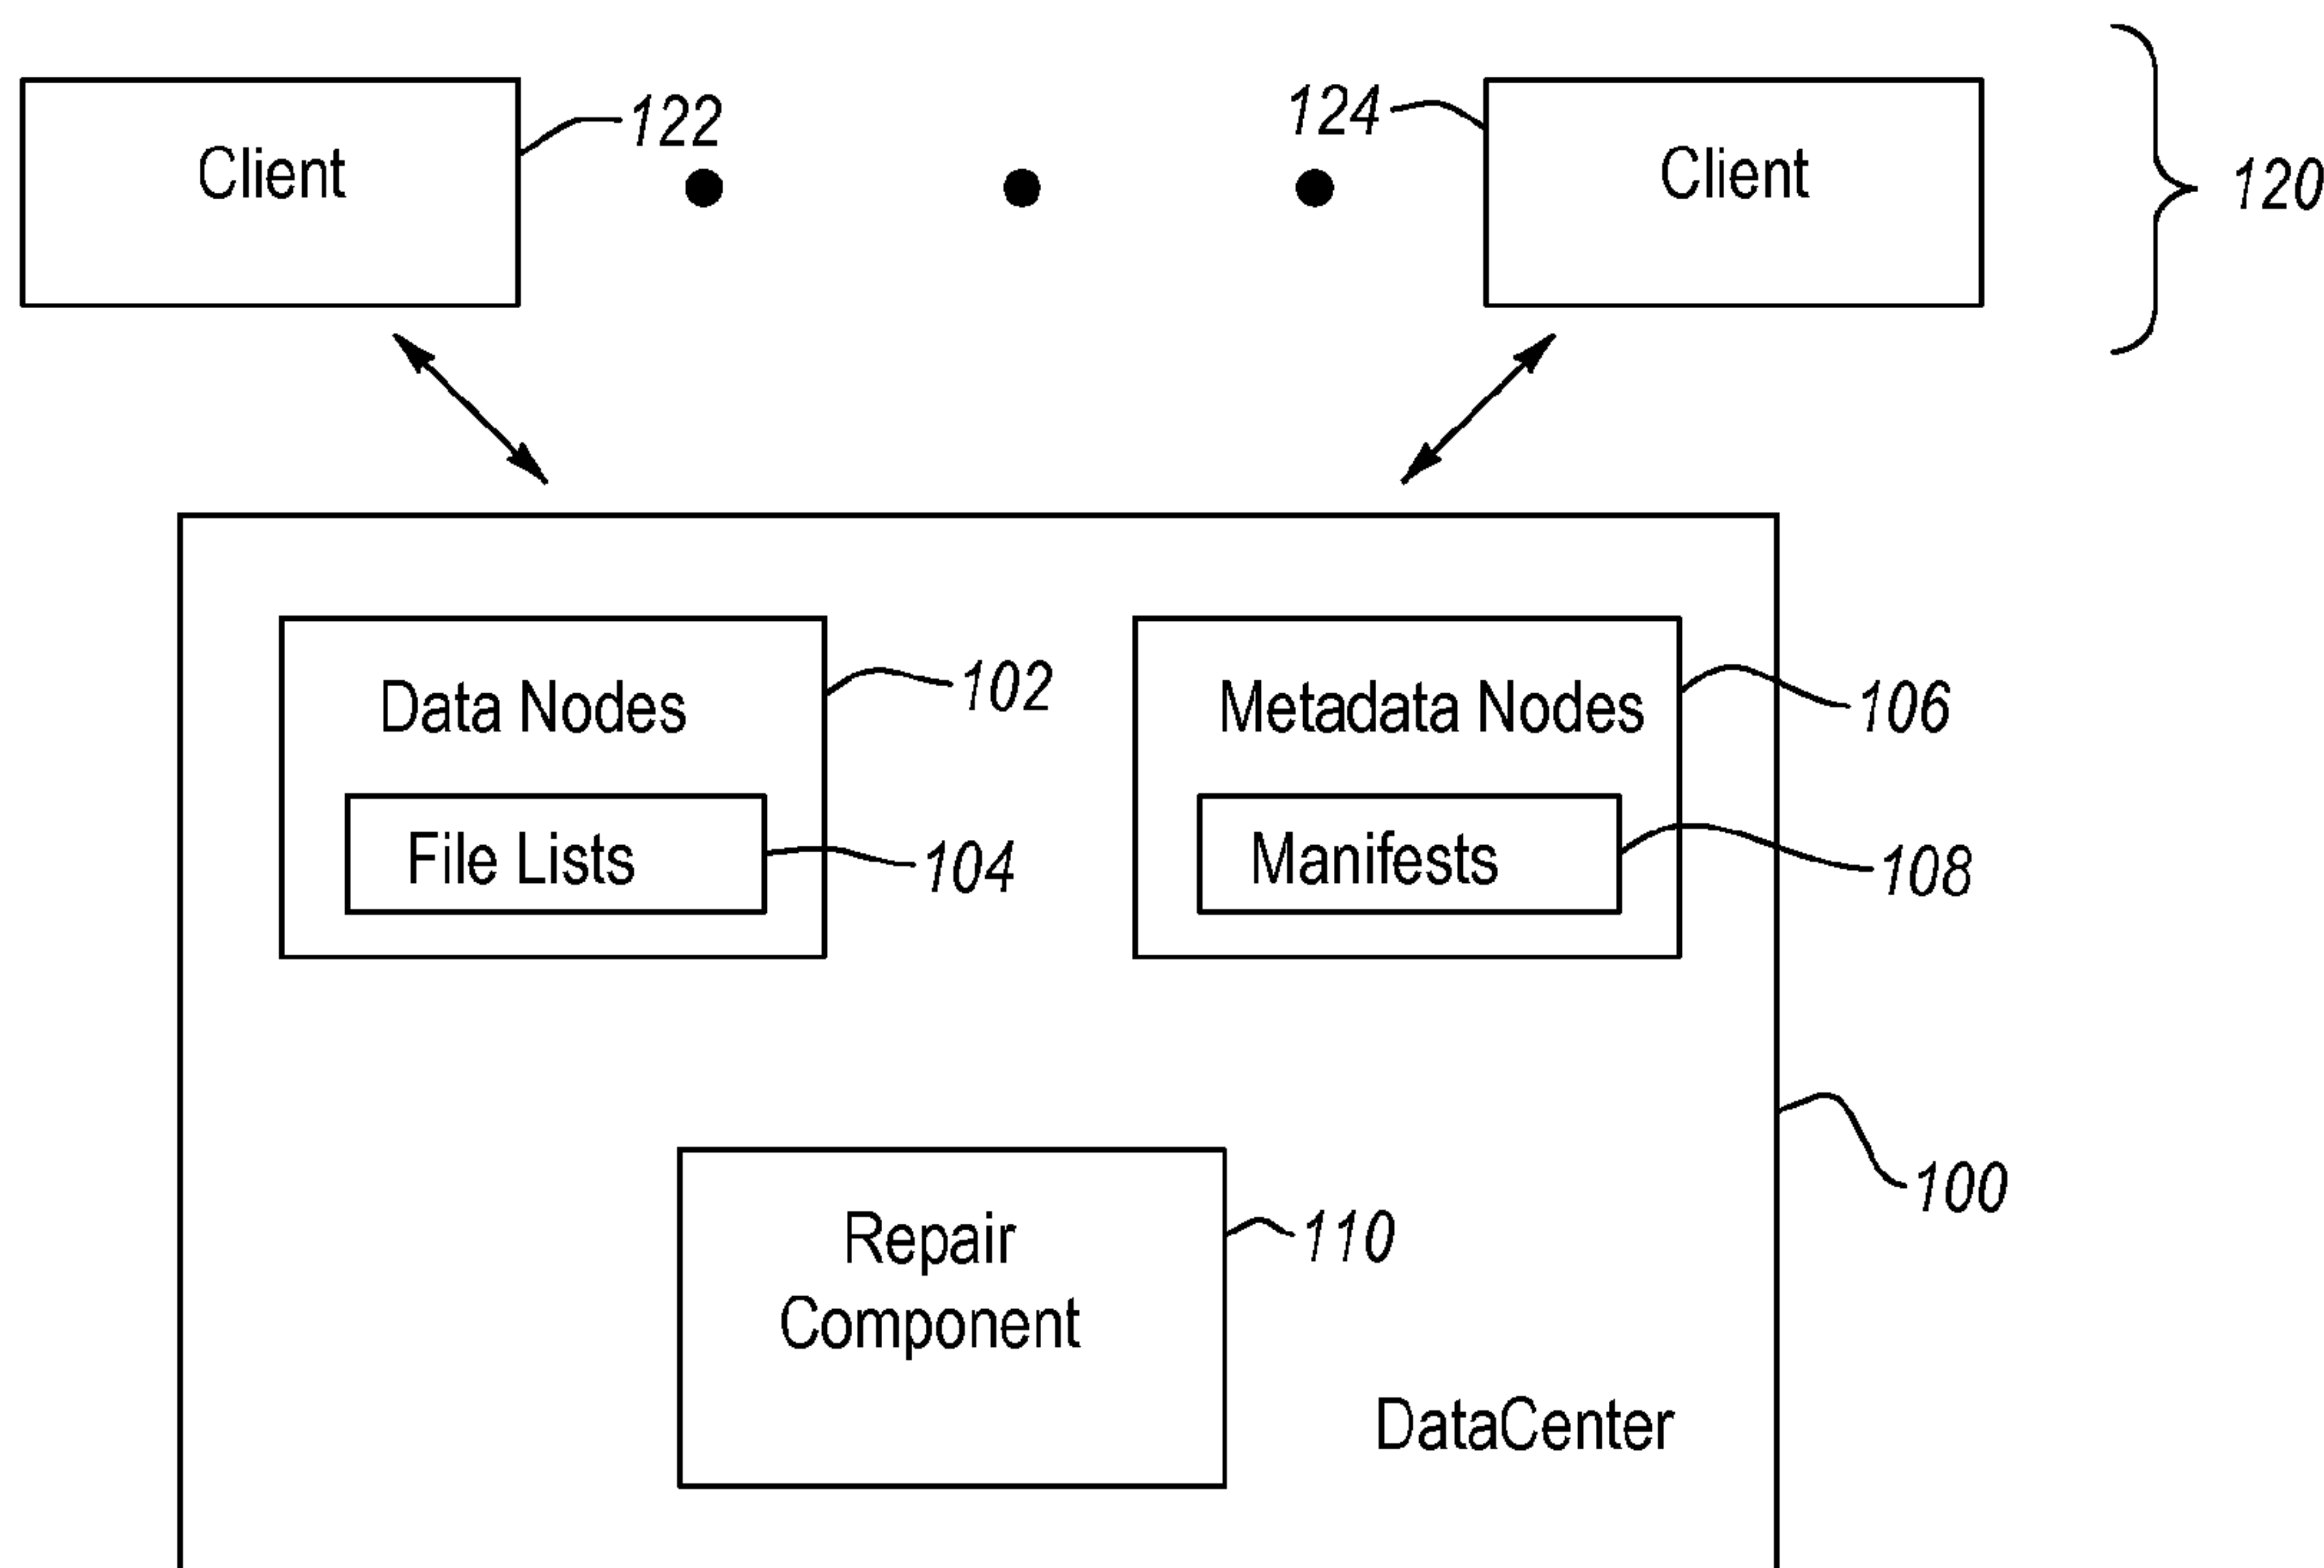 122
124
Client
Client
120
Data Nodes
102
Metadata Nodes
106
File Lists
104
Manifests
108
100
Repair
Component
110
DataCenter